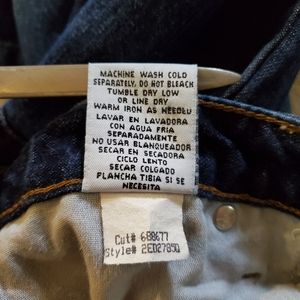 MACHINE WASH COLD
SEPARATELY, DO NOT BLEACH
TUMBLE DRY LOW
OR LINE DRY
WARM IRON AS NEEDED
LAVAR EN LAVADORA
CON AGUA FRIA
SEPARADAMENTE
NO USAR BLANQUEADOR
SECAR EN SECADORA
CICLO LENTO
SECAR COLGADO
PLANCHA TIBIA SI SE
NECESITA
Cut# 688677
Style# 2ED2785Q